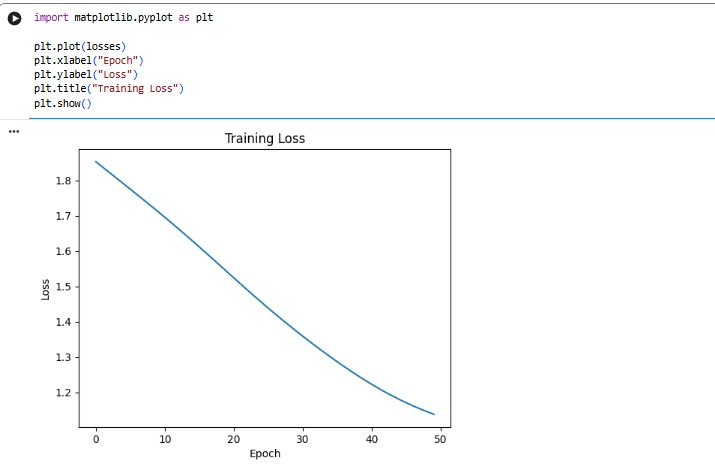 import matplotlib.pyplot as plt
plt.plot(losses)
plt.xlabel("Epoch")
plt.ylabel("Loss")
plt.title("Training Loss")
plt.show()
...
Training Loss
1.8
1.7
1.6
1.5
1.4
1.3
1.2
Loss
0 10 20 30 40 50
Epoch